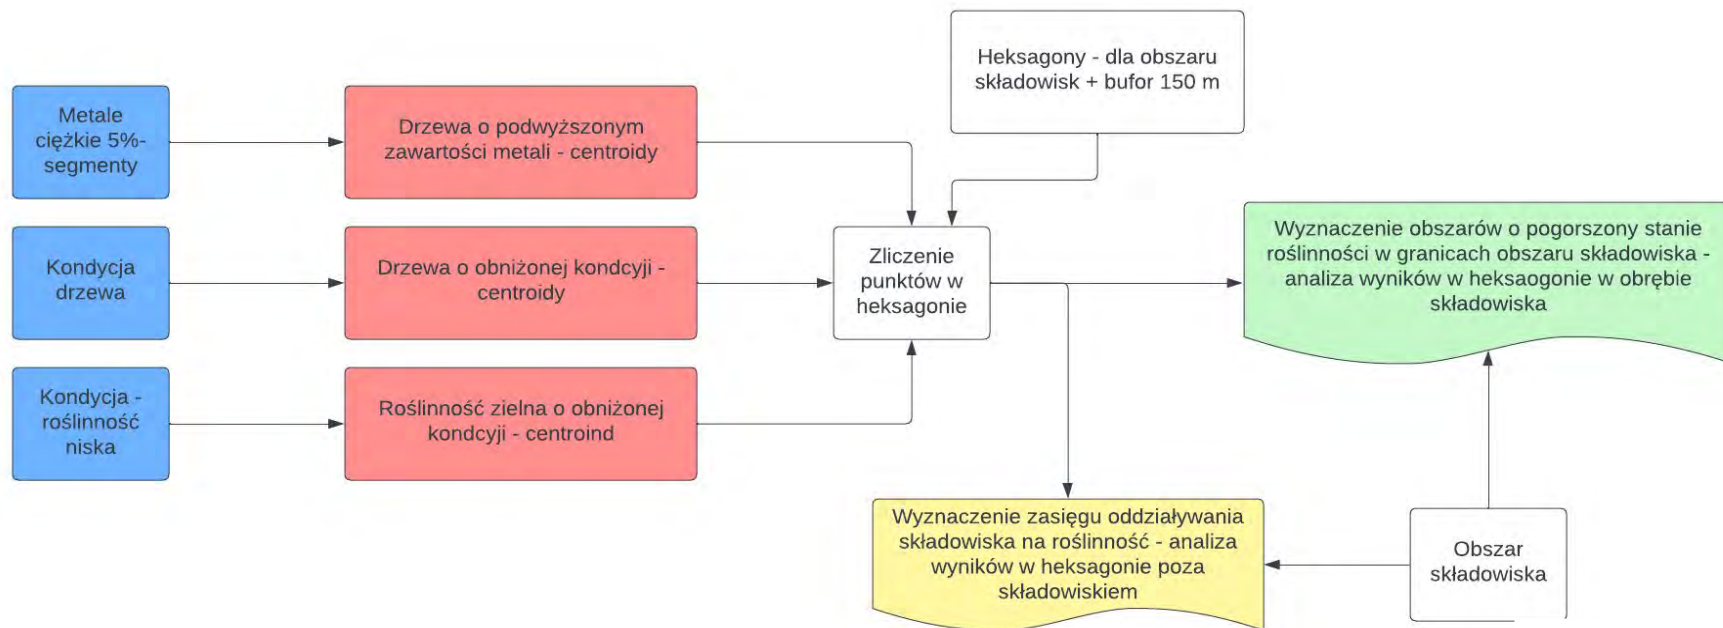 Heksagony - dla obszaru
składowisk + bufor 150 m
Metale
ciężkie 5%-
segmenty
Drzewa o podwyższonym
zawartości metali - centroidy
Kondycja
drzewa
Drzewa o obniżonej kondcyji -
centroidy
Zliczenie
punktów w
heksagonie
Wyznaczenie obszarów o pogorszony stanie
roślinności w granicach obszaru składowiska -
analiza wyników w heksaogonie w obrębie
składowiska
Kondycja -
roślinność
niska
Roślinność zielna o obniżonej
kondcyji - centroind
Wyznaczenie zasięgu oddziaływania
składowiska na roślinność - analiza
wyników w heksagonie poza
składowiskiem
Obszar
składowiska